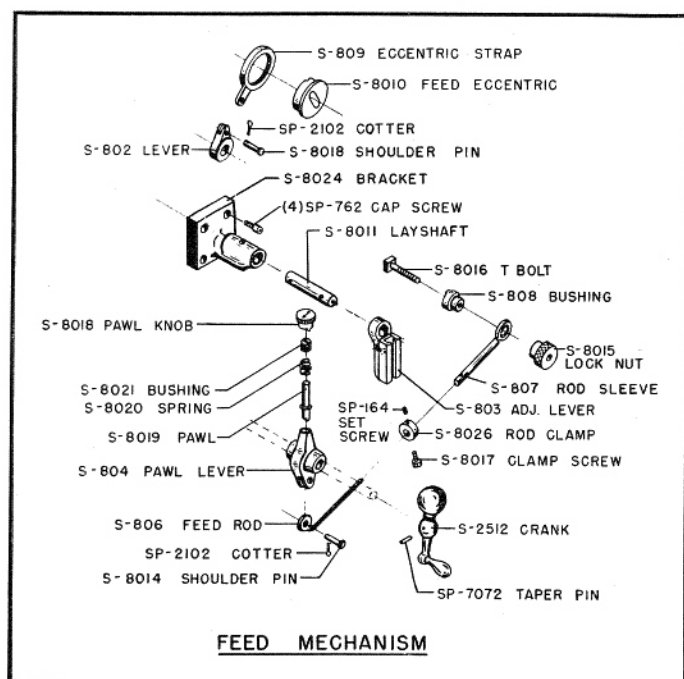 S-809 ECCENTRIC STRAP
S-8010 FEED ECCENTRIC
SP-2102 COTTER
S-802 LEVER
S-8018 SHOULDER PIN
S-8024 BRACKET
(4)SP-762 CAP SCREW
S-8011 LAYSHAFT
S-8016 T BOLT
S-808 BUSHING
S-8018 PAWL KNOB
S-8015
LOCK NUT
S-8021 BUSHING
S-807 ROD SLEEVE
S-8020 SPRING
S-803 ADJ. LEVER
SP-164
SET
SCREW
S-8019 PAWL
S-8026 ROD CLAMP
S-804 PAWL LEVER
S-8017 CLAMP SCREW
S-806 FEED ROD
S-2512 CRANK
SP-2102 COTTER
S-8014 SHOULDER PIN
SP-7072 TAPER PIN
FEED MECHANISM